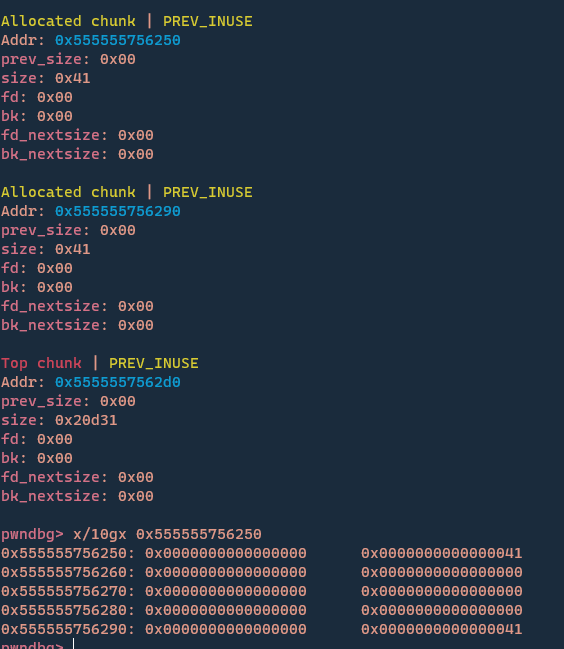 Allocated chunk | PREV_INUSE
Addr: 0x555555756250
prev_size: 0x00
size: 0x41
fd: 0x00
bk: 0x00
fd_nextsize: 0x00
bk_nextsize: 0x00
Allocated chunk | PREV_INUSE
Addr: 0x555555756290
prev_size: 0x00
size: 0x41
fd: 0x00
bk: 0x00
fd_nextsize: 0x00
bk_nextsize: 0x00
Top chunk | PREV_INUSE
Addr: 0x5555557562d0
prev_size: 0x00
size: 0x20d31
fd: 0x00
bk: 0x00
fd_nextsize: 0x00
bk_nextsize: 0x00
pwndbg> x/10gx 0x555555756250
0x555555756250: 0x0000000000000000 0x0000000000000041
0x555555756260: 0x0000000000000000 0x0000000000000000
0x555555756270: 0x0000000000000000 0x0000000000000000
0x555555756280: 0x0000000000000000 0x0000000000000000
0x555555756290: 0x0000000000000000 0x0000000000000041
pwndbg>